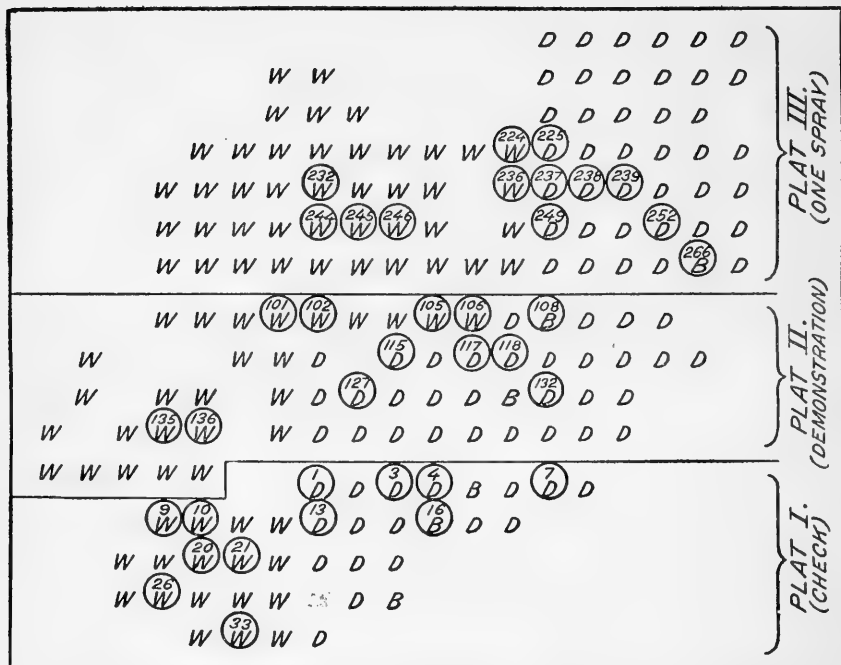 D D D D D D
W W D D D D D D
W W W D D D D D
W W W W W W W W 224 W 225 D D D D D D
W W W W 232 W W W W 236 W 237 D 238 D 239 D D D D
W W W W 244 W 245 W 246 W W W 249 D D D 252 D D D
W W W W W W W W W W D D D D 266 B D
PLAT III.
(ONE SPRAY)
W W W 101 W 102 W W W 105 W 106 W D 108 B D D D
W W W D 115 D D 117 D 118 D D D D D D
W W W W D 127 D D D D B 132 D D D
W W 135 W 136 W W D D D D D D D D D
W W W W W
PLAT II.
(DEMONSTRATION)
1 D D 3 D 4 D B D 7 D D
9 W 10 W W W 13 D D D 16 B D D
W W 20 W 21 W W D D D
W 26 W W W W D B
W 33 W W D
PLAT I.
(CHECK)